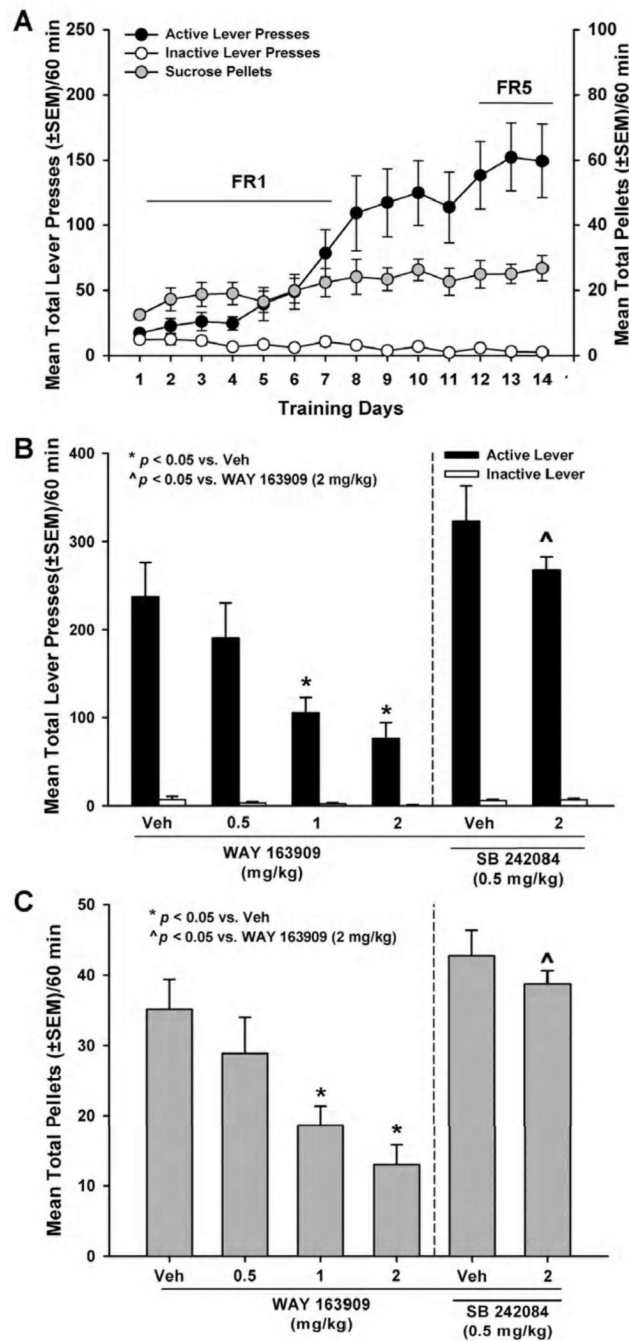 A
Active Lever Presses
Inactive Lever Presses
Sucrose Pellets
FR1
FR5
Mean Total Lever Presses (±SEM)/60 min
250
200
150
100
50
0
Mean Total Pellets (±SEM)/60 min
100
80
60
40
20
0
1 2 3 4 5 6 7 8 9 10 11 12 13 14
Training Days
B
* p < 0.05 vs. Veh
^ p < 0.05 vs. WAY 163909 (2 mg/kg)
Active Lever
Inactive Lever
Mean Total Lever Presses(±SEM)/60 min
400
300
200
100
0
* * ^
Veh 0.5 1 2 Veh 2
WAY 163909
(mg/kg)
SB 242084
(0.5 mg/kg)
C
* p < 0.05 vs. Veh
^ p < 0.05 vs. WAY 163909 (2 mg/kg)
Mean Total Pellets (±SEM)/60 min
50
40
30
20
10
0
* * ^
Veh 0.5 1 2 Veh 2
WAY 163909
(mg/kg)
SB 242084
(0.5 mg/kg)